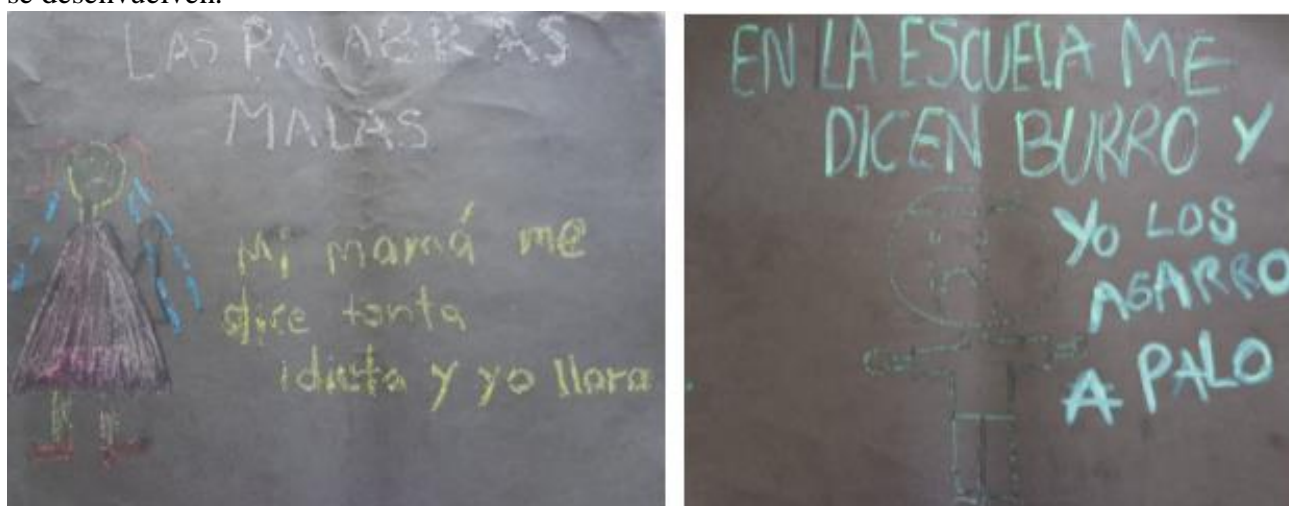 se desenvuelven.
LAS PALABRAS
MALAS
Mi mamá me
dice tonta
idiota y yo llora
EN LA ESCUELA ME
DICEN BURRO Y
YO LOS
AGARRO
A PALO